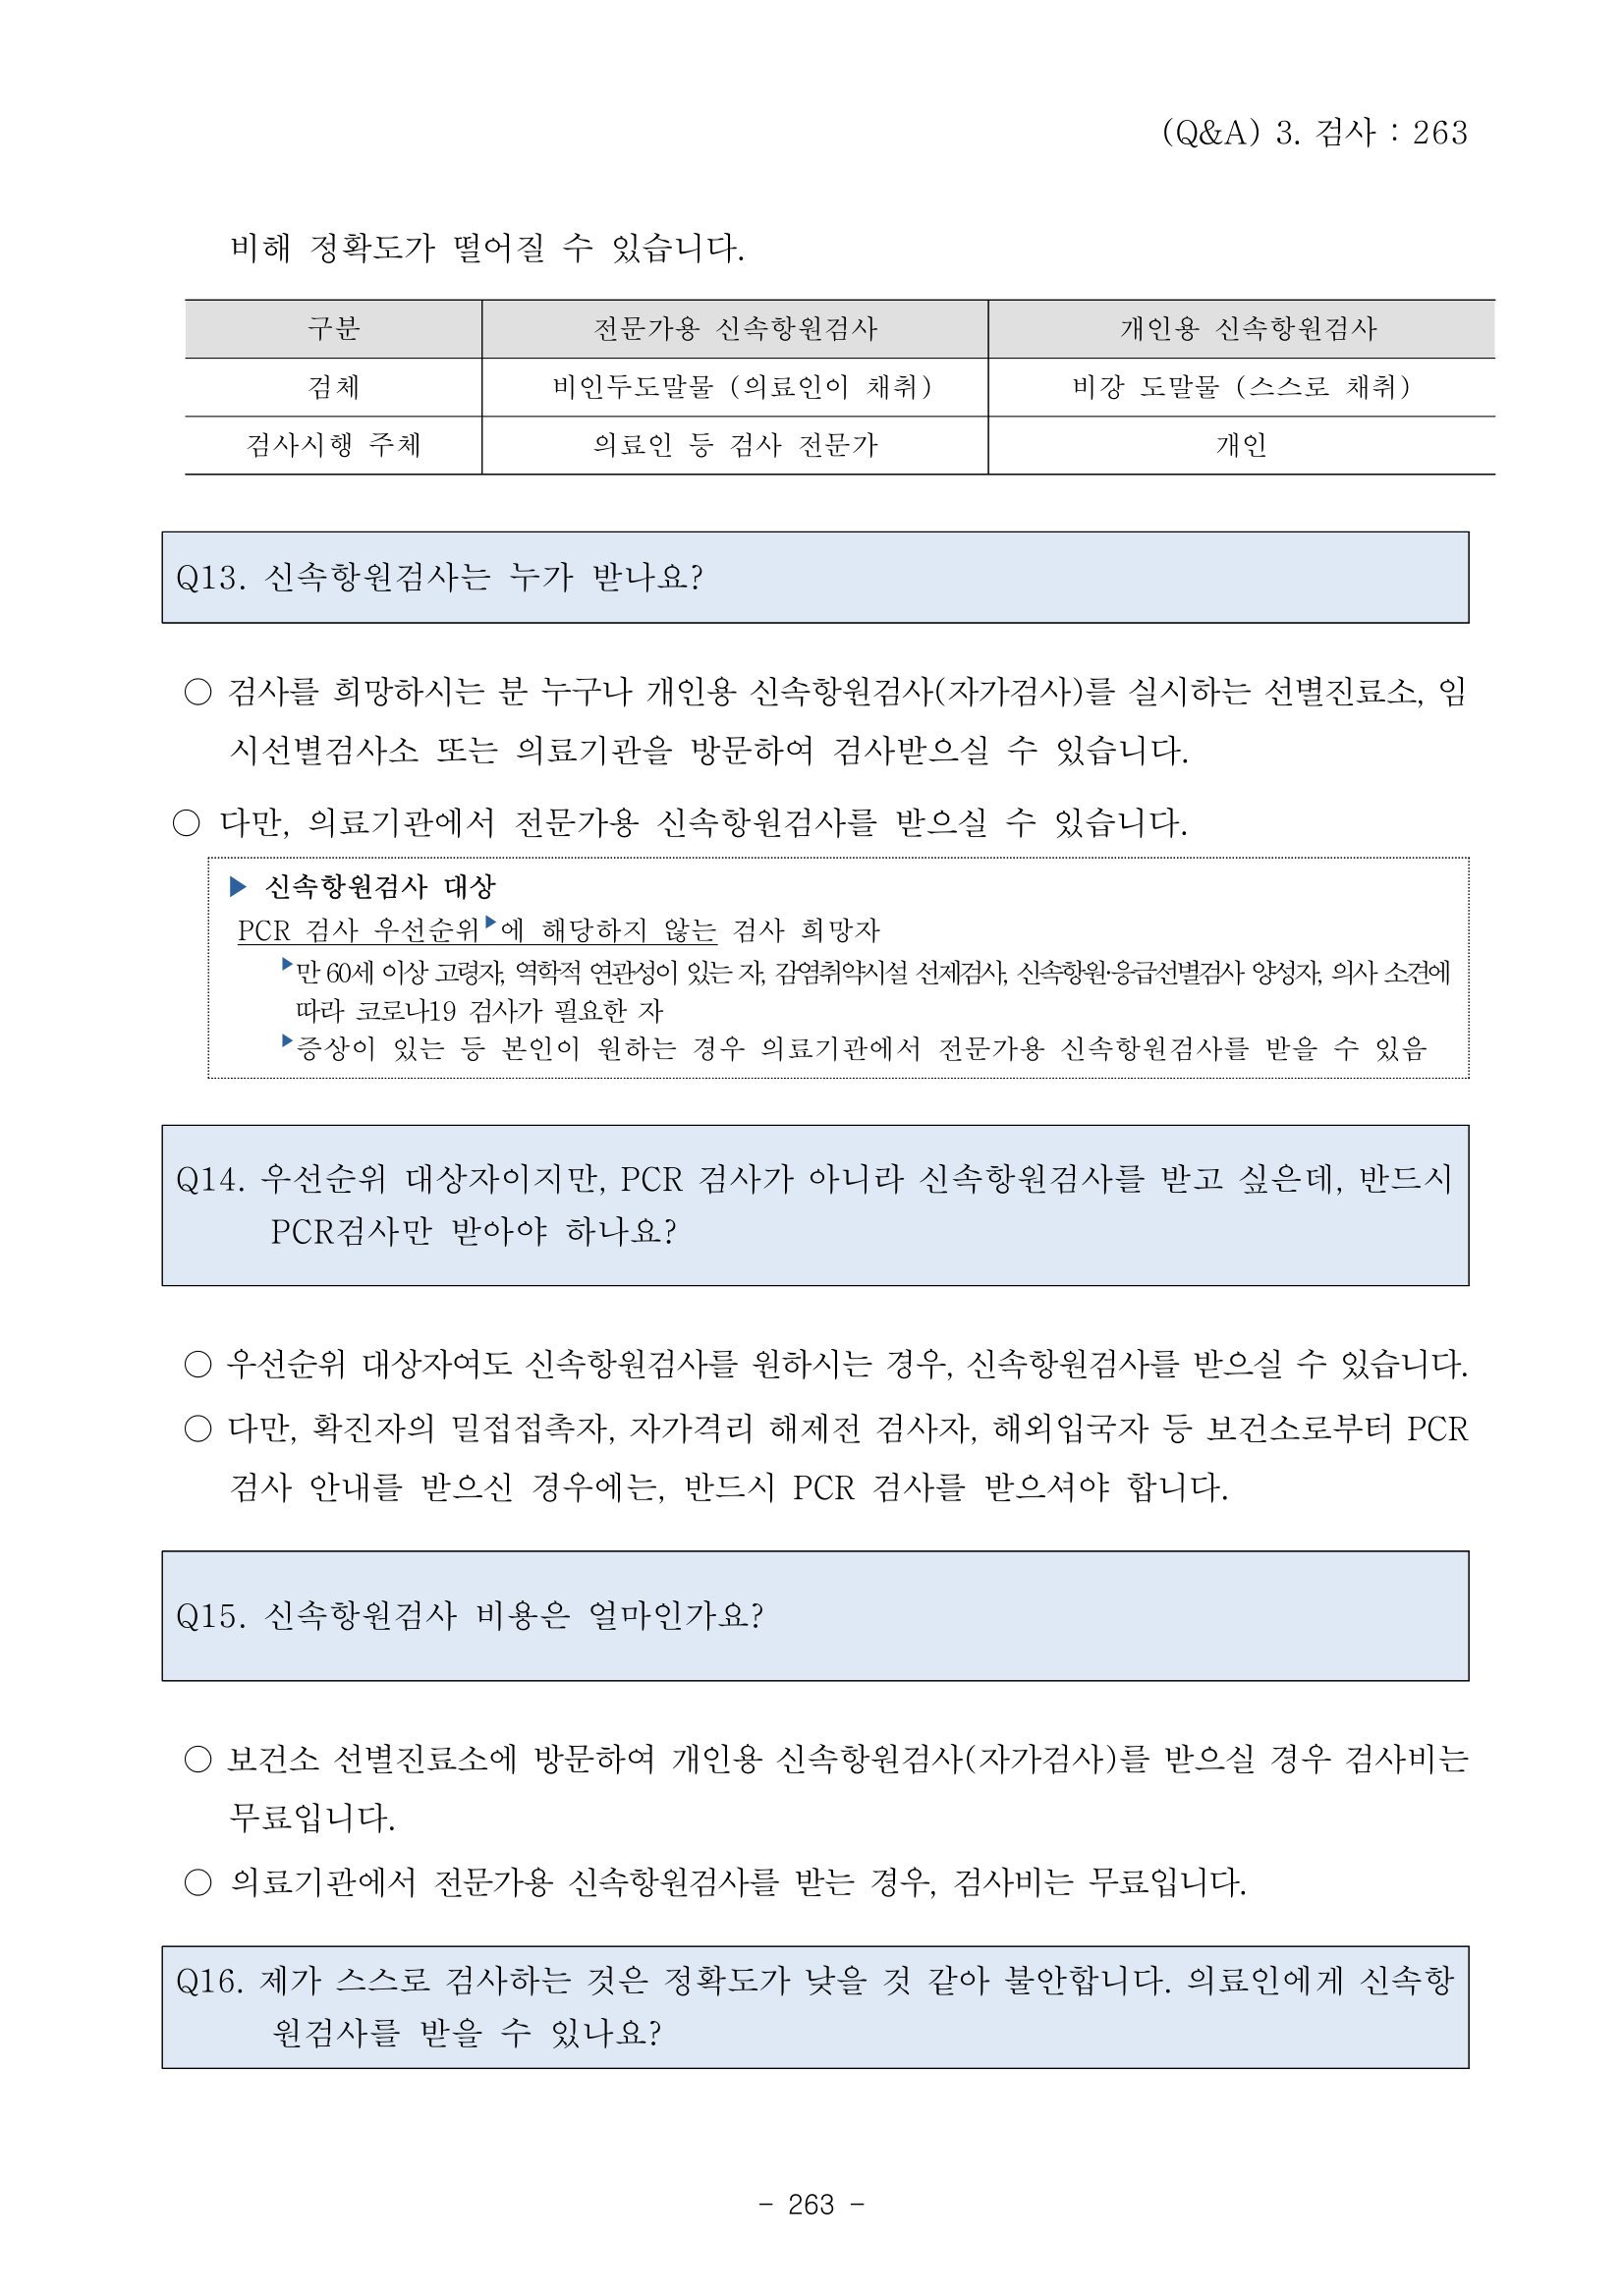 (Q&A) 3. 검사 : 263
비해 정확도가 떨어질 수 있습니다.
구분 전문가용 신속항원검사 개인용 신속항원검사
검체 비인두도말물 (의료인이 채취) 비강 도말물 (스스로 채취)
검사시행 주체 의료인 등 검사 전문가 개인
Q13. 신속항원검사는 누가 받나요?
○ 검사를 희망하시는 분 누구나 개인용 신속항원검사(자가검사)를 실시하는 선별진료소, 임
시선별검사소 또는 의료기관을 방문하여 검사받으실 수 있습니다.
○ 다만, 의료기관에서 전문가용 신속항원검사를 받으실 수 있습니다.
▶ 신속항원검사 대상
PCR 검사 우선순위▶에 해당하지 않는 검사 희망자
▶만 60세 이상 고령자, 역학적 연관성이 있는 자, 감염취약시설 선제검사, 신속항원·응급선별검사 양성자, 의사 소견에
따라 코로나19 검사가 필요한 자
▶증상이 있는 등 본인이 원하는 경우 의료기관에서 전문가용 신속항원검사를 받을 수 있음
Q14. 우선순위 대상자이지만, PCR 검사가 아니라 신속항원검사를 받고 싶은데, 반드시
PCR검사만 받아야 하나요?
○ 우선순위 대상자여도 신속항원검사를 원하시는 경우, 신속항원검사를 받으실 수 있습니다.
○ 다만, 확진자의 밀접접촉자, 자가격리 해제전 검사자, 해외입국자 등 보건소로부터 PCR
검사 안내를 받으신 경우에는, 반드시 PCR 검사를 받으셔야 합니다.
Q15. 신속항원검사 비용은 얼마인가요?
○ 보건소 선별진료소에 방문하여 개인용 신속항원검사(자가검사)를 받으실 경우 검사비는
무료입니다.
○ 의료기관에서 전문가용 신속항원검사를 받는 경우, 검사비는 무료입니다.
Q16. 제가 스스로 검사하는 것은 정확도가 낮을 것 같아 불안합니다. 의료인에게 신속항
원검사를 받을 수 있나요?
- 263 -